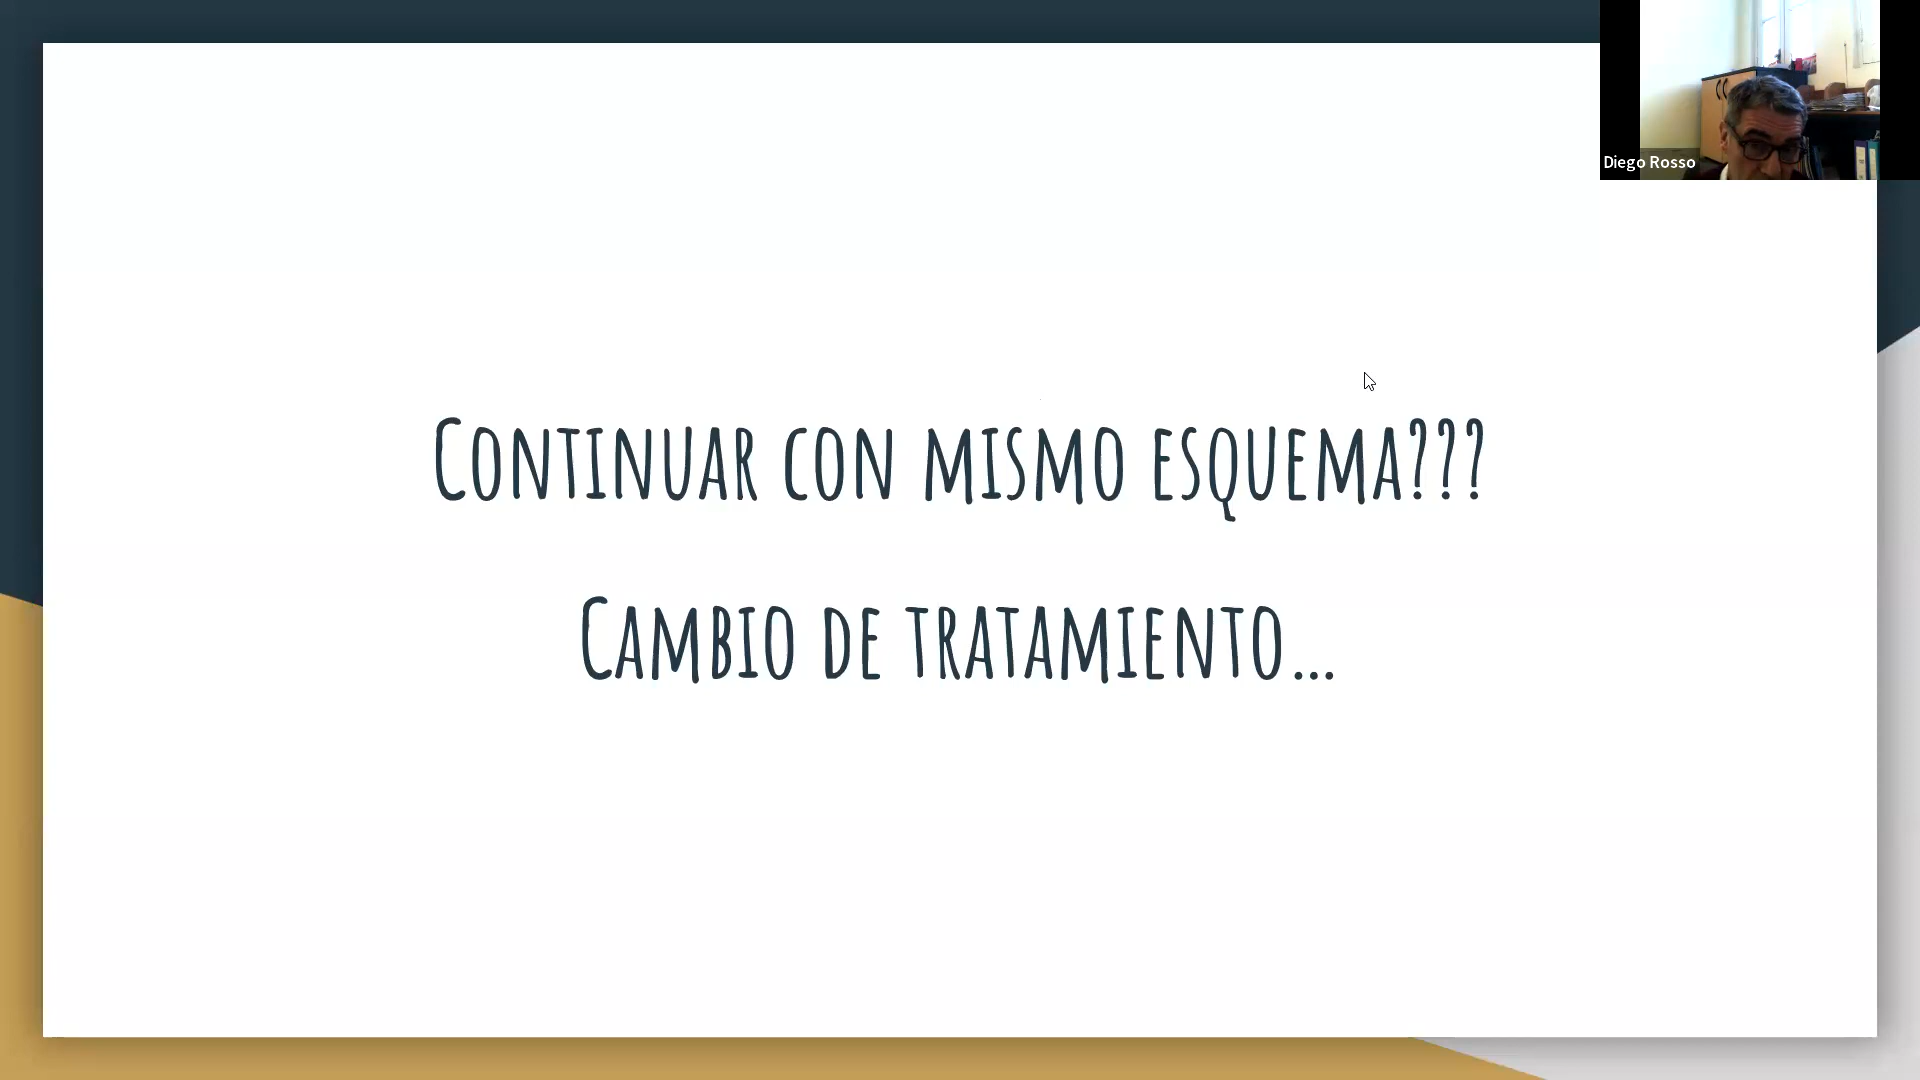 Diego Rosso
Continuar con mismo esquema???
Cambio de tratamiento...